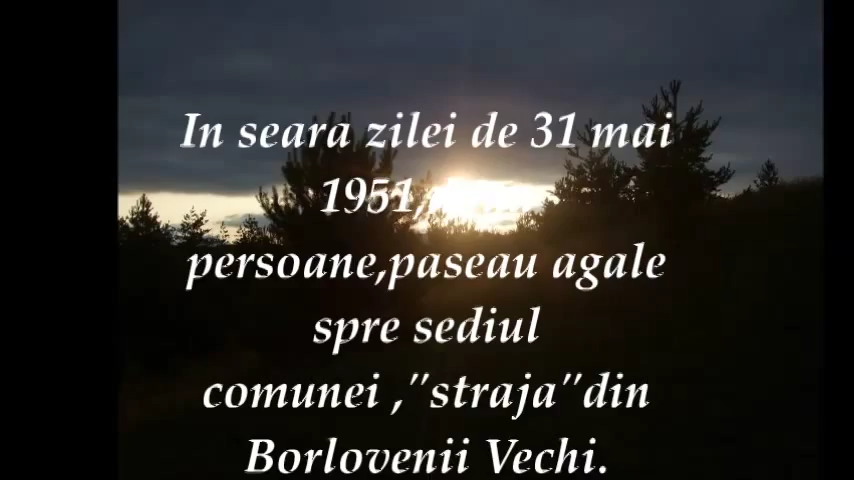 In seara zilei de 31 mai
1951,
persoane,paseau agale
spre sediul
comunei ,"straja"din
Borlovenii Vechi.